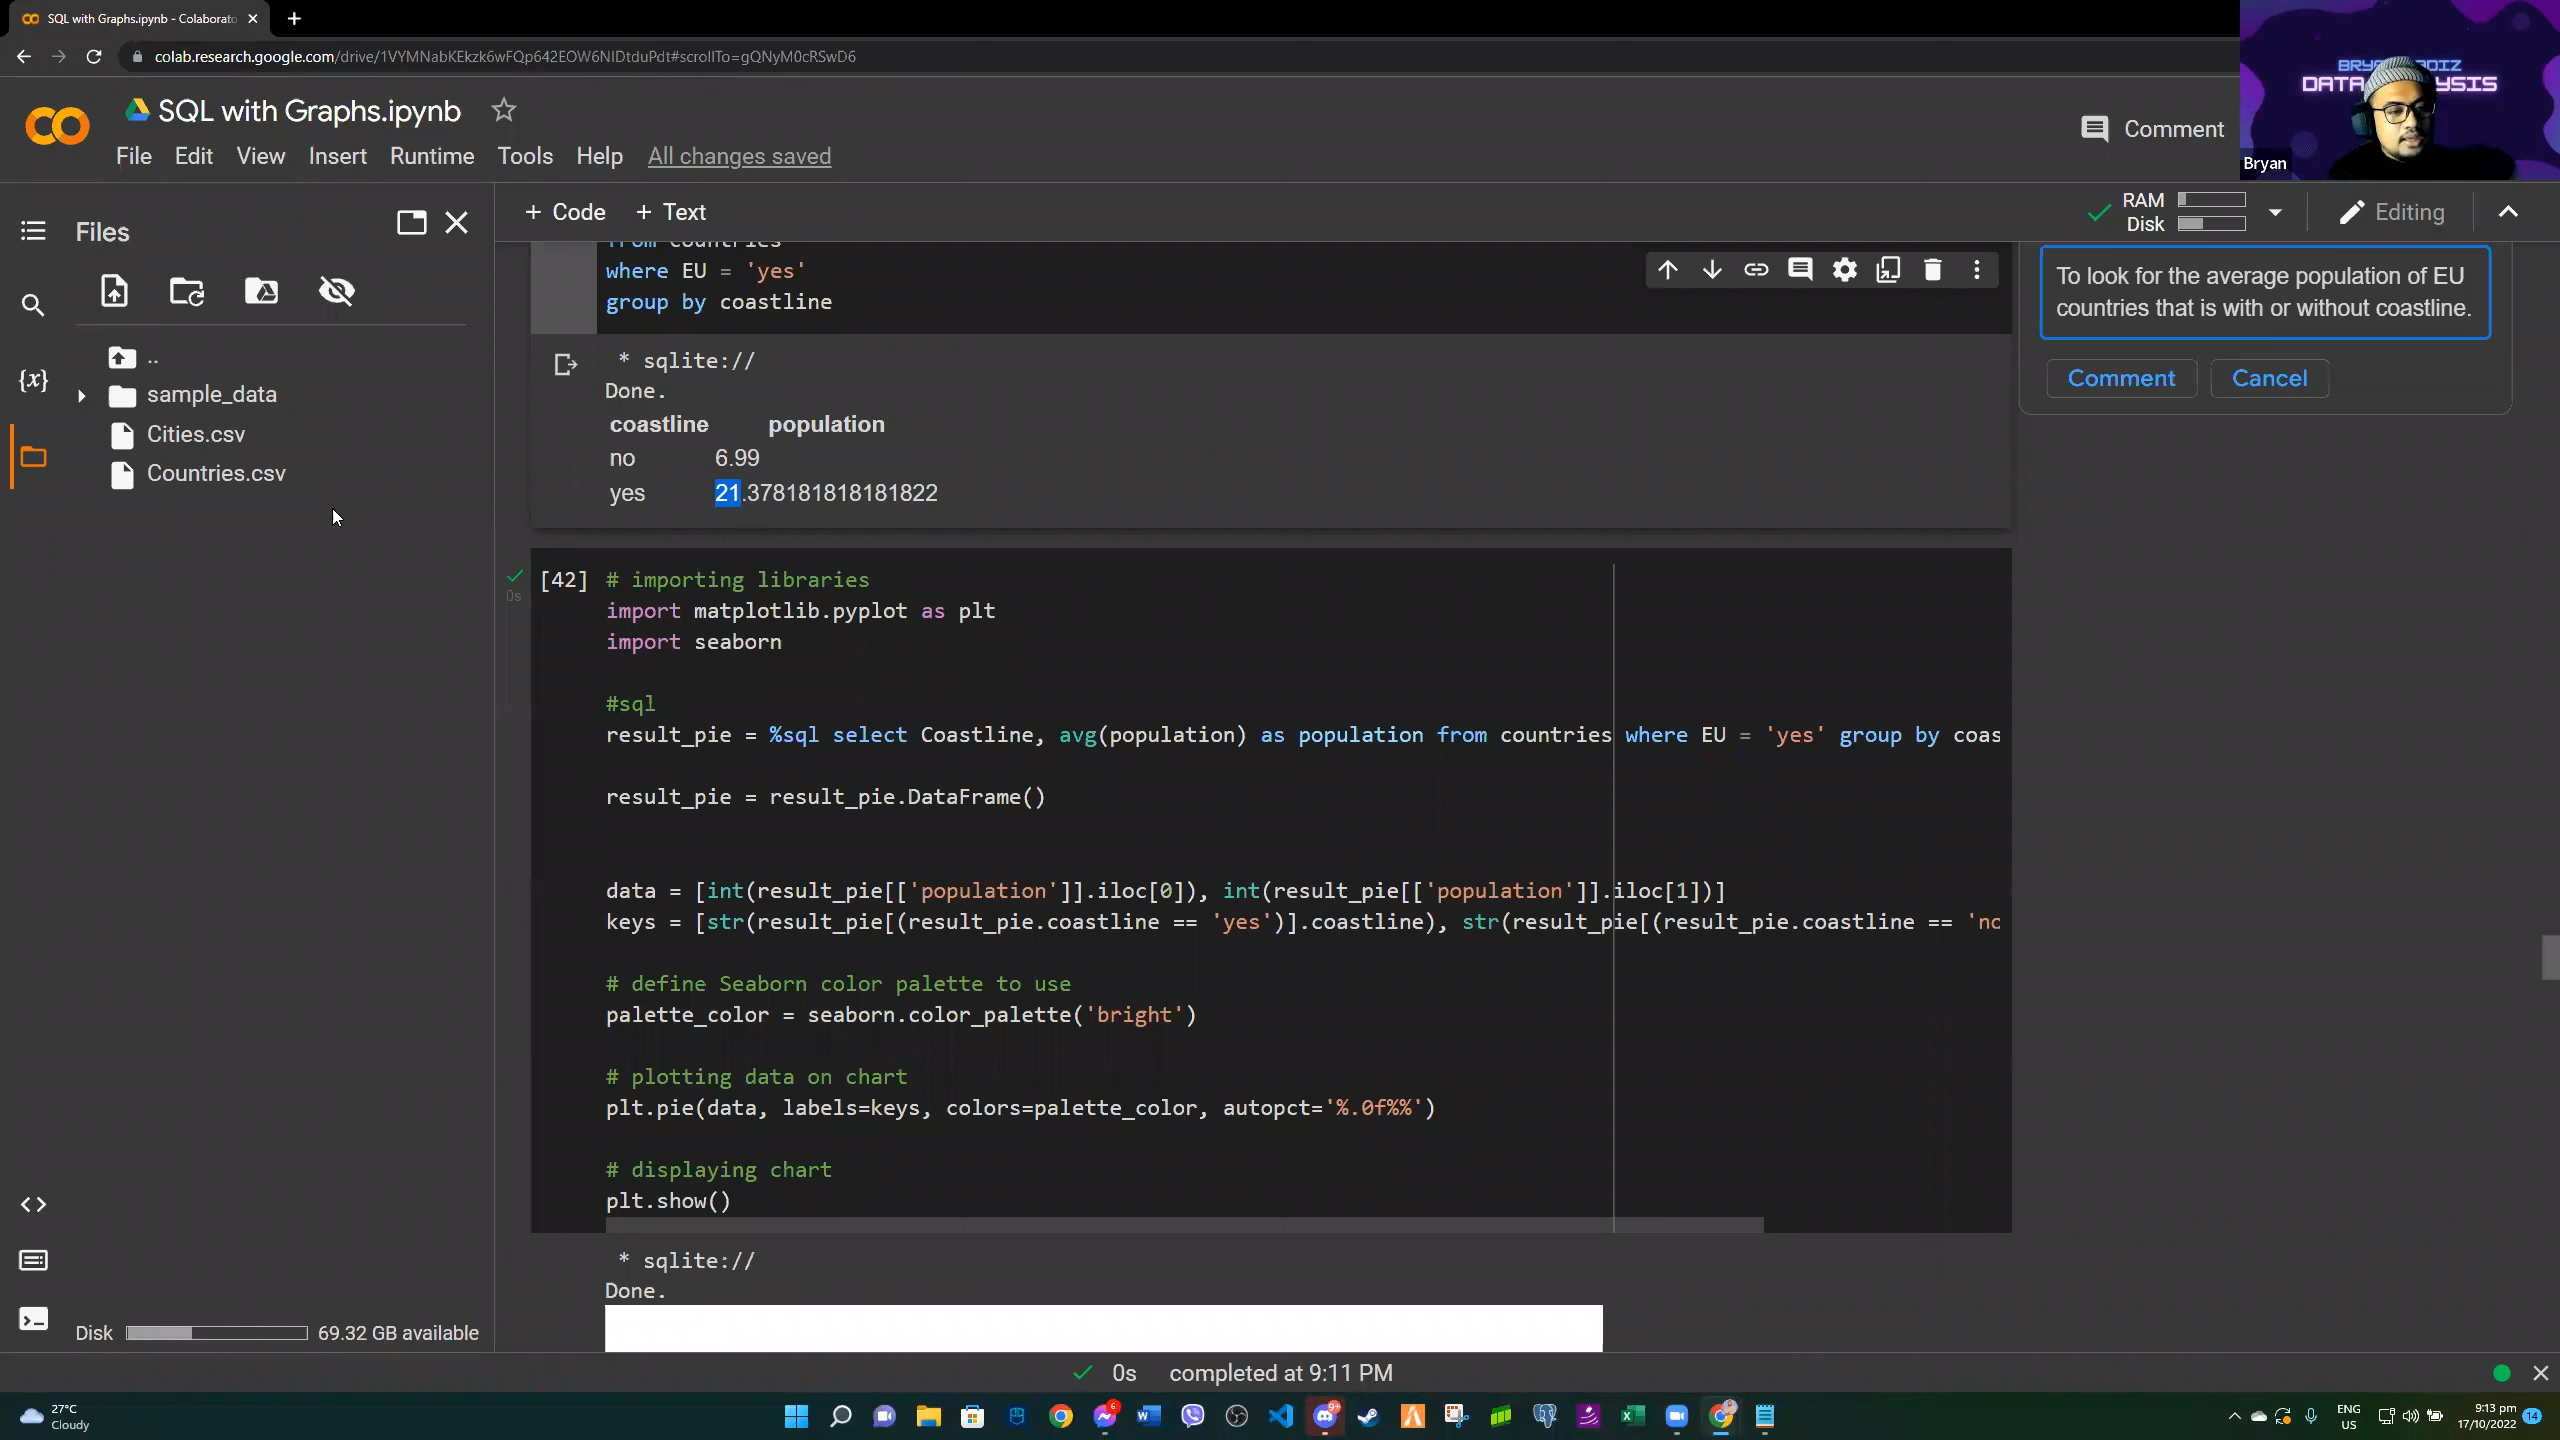 SQL with Graphs.ipynb - Colaborato
colab.research.google.com/drive/1VYMNabKEkzk6wFQp642EOW6NIDtduPdt#scrollTo=gQNyM0cRSwD6
SQL with Graphs.ipynb
File Edit View Insert Runtime Tools Help All changes saved
Comment
DATA
Bryan
Files
+ Code + Text
RAM
Disk
Editing
..
sample_data
Cities.csv
Countries.csv
Disk 69.32 GB available
from countries
where EU = 'yes'
group by coastline
* sqlite://
Done.
coastline population
no 6.99
yes 21.378181818181822
To look for the average population of EU
countries that is with or without coastline.
Comment Cancel
[42] # importing libraries
0s
import matplotlib.pyplot as plt
import seaborn
#sql
result_pie = %sql select Coastline, avg(population) as population from countries where EU = 'yes' group by coas
result_pie = result_pie.DataFrame()
data = [int(result_pie[['population']].iloc[0]), int(result_pie[['population']].iloc[1])]
keys = [str(result_pie[(result_pie.coastline == 'yes')].coastline), str(result_pie[(result_pie.coastline == 'no
# define Seaborn color palette to use
palette_color = seaborn.color_palette('bright')
# plotting data on chart
plt.pie(data, labels=keys, colors=palette_color, autopct='%.0f%%')
# displaying chart
plt.show()
* sqlite://
Done.
0s completed at 9:11 PM
27°C
Cloudy
6
9+
ENG
US
9:13 pm
17/10/2022
14